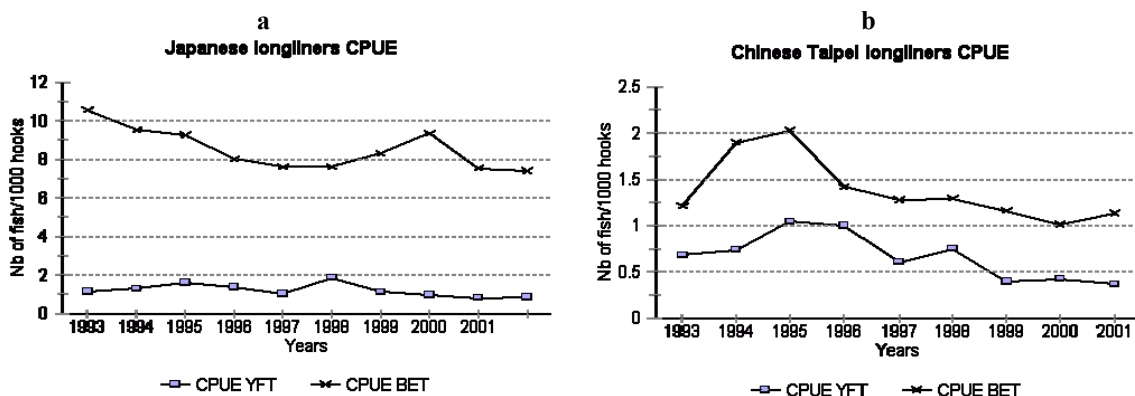 a
Japanese longliners CPUE
Nb of fish/1000 hooks
12
10
8
6
4
2
0
1993 1994 1995 1996 1997 1998 1999 2000 2001
Years
CPUE YFT CPUE BET
b
Chinese Taipei longliners CPUE
Nb of fish/1000 hooks
2.5
2
1.5
1
0.5
0
1993 1994 1995 1996 1997 1998 1999 2000 2001
Years
CPUE YFT CPUE BET